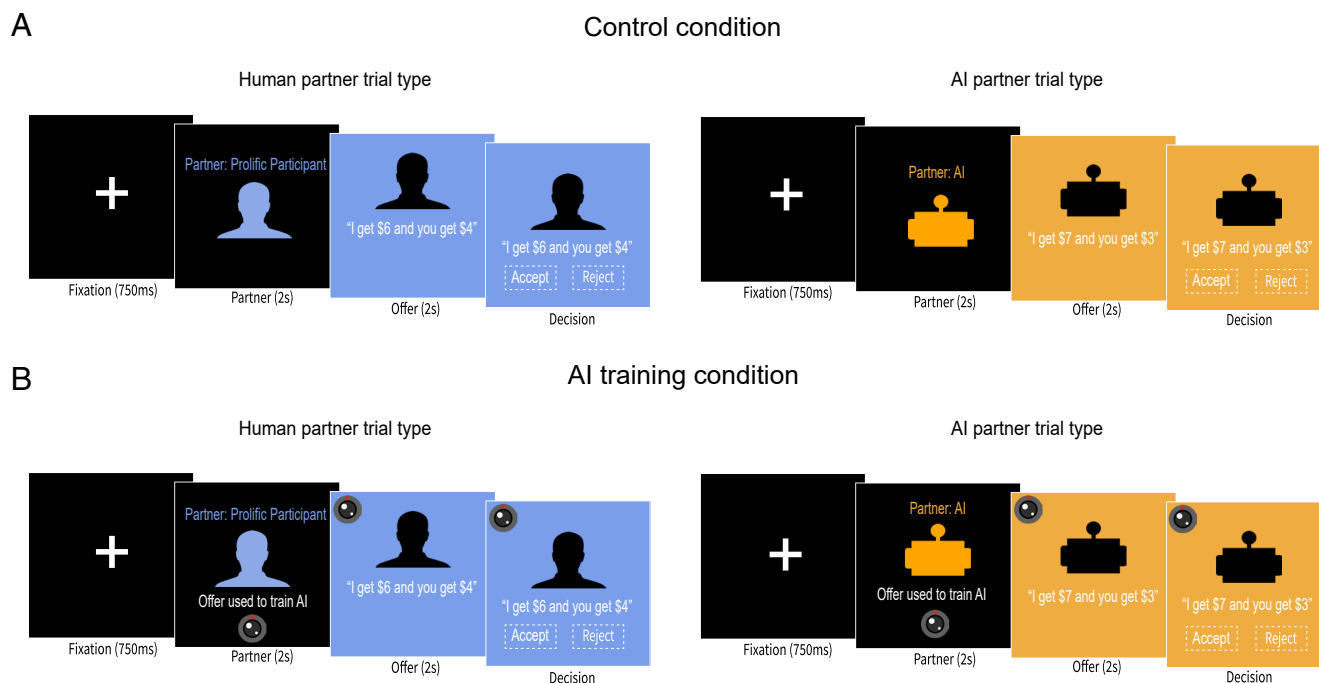 A
Control condition
Human partner trial type
Partner: Prolific Participant
“I get $6 and you get $4”
“I get $6 and you get $4”
Accept
Reject
Fixation (750ms)
Partner (2s)
Offer (2s)
Decision
AI partner trial type
Partner: AI
“I get $7 and you get $3”
“I get $7 and you get $3”
Accept
Reject
Fixation (750ms)
Partner (2s)
Offer (2s)
Decision
B
AI training condition
Human partner trial type
Partner: Prolific Participant
Offer used to train AI
“I get $6 and you get $4”
“I get $6 and you get $4”
Accept
Reject
Fixation (750ms)
Partner (2s)
Offer (2s)
Decision
AI partner trial type
Partner: AI
Offer used to train AI
“I get $7 and you get $3”
“I get $7 and you get $3”
Accept
Reject
Fixation (750ms)
Partner (2s)
Offer (2s)
Decision